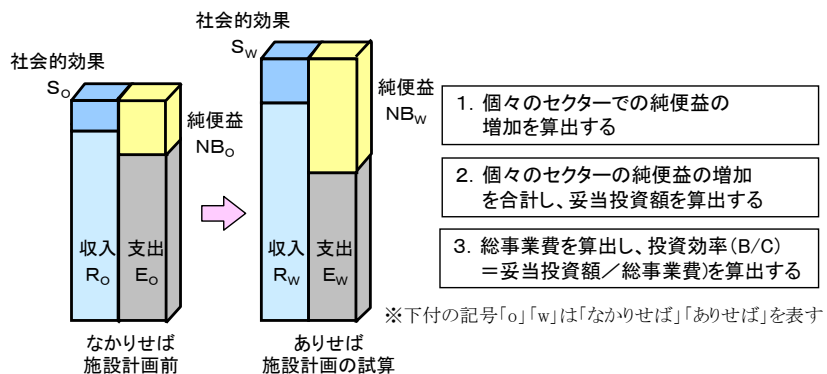 社会的効果
So
純便益
NBo
収入
Ro
支出
Eo
なかりせば
施設計画前
社会的効果
Sw
純便益
NBw
収入
Rw
支出
Ew
ありせば
施設計画の試算
1. 個々のセクターでの純便益の
増加を算出する
2. 個々のセクターの純便益の増加
を合計し、妥当投資額を算出する
3. 総事業費を算出し、投資効率(B/C)
＝妥当投資額／総事業費)を算出する
※下付の記号「o」「w」は「なかりせば」「ありせば」を表す